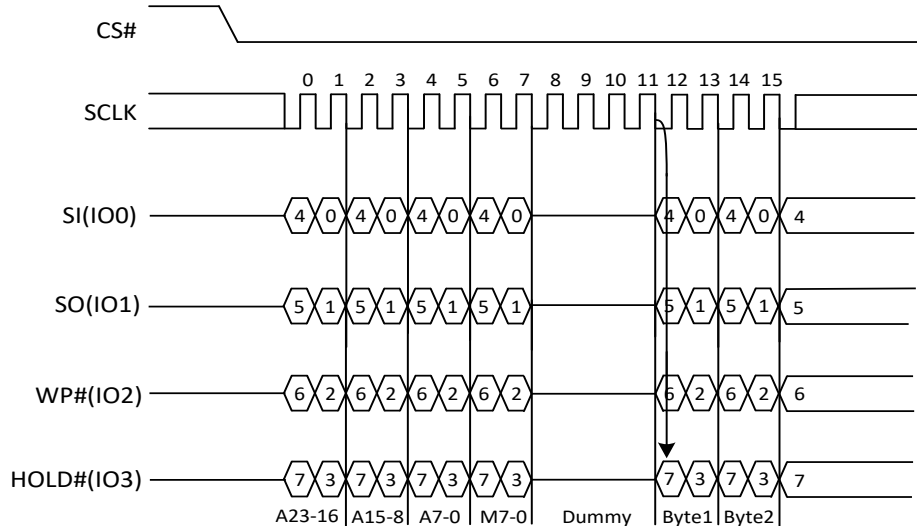 CS#
0 1 2 3 4 5 6 7 8 9 10 11 12 13 14 15
SCLK
SI(IO0) 4 0 4 0 4 0 4 0 4 0 4 0 4
SO(IO1) 5 1 5 1 5 1 5 1 5 1 5 1 5
WP#(IO2) 6 2 6 2 6 2 6 2 6 2 6 2 6
HOLD#(IO3) 7 3 7 3 7 3 7 3 7 3 7 3 7
A23-16 A15-8 A7-0 M7-0 Dummy Byte1 Byte2